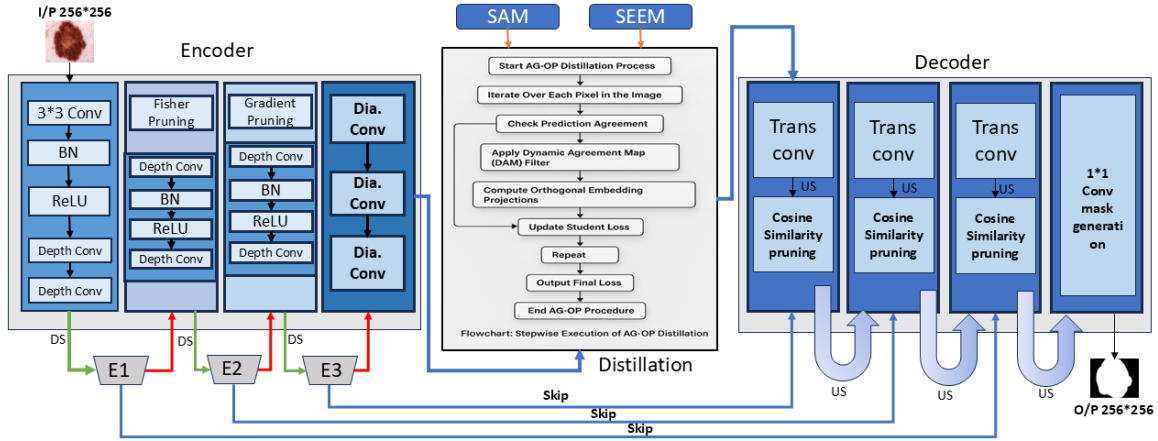 I/P 256*256
SAM
SEEM
Encoder
Decoder
3*3 Conv
BN
ReLU
Depth Conv
Depth Conv
Fisher
Pruning
Depth Conv
BN
ReLU
Depth Conv
Gradient
Pruning
Depth Conv
BN
ReLU
Depth Conv
Dia.
Conv
Dia.
Conv
Dia.
Conv
DS
DS
DS
E1
E2
E3
Start AG-OP Distillation Process
Iterate Over Each Pixel in the Image
Check Prediction Agreement
Apply Dynamic Agreement Map
(DAM) Filter
Compute Orthogonal Embedding
Projections
Update Student Loss
Repeat
Output Final Loss
End AG-OP Procedure
Flowchart: Stepwise Execution of AG-OP Distillation
Distillation
Trans
conv
US
Cosine
Similarity
pruning
Trans
conv
US
Cosine
Similarity
pruning
Trans
conv
US
Cosine
Similarity
pruning
1*1
Conv
mask
generati
on
US
US
US
O/P 256*256
Skip
Skip
Skip